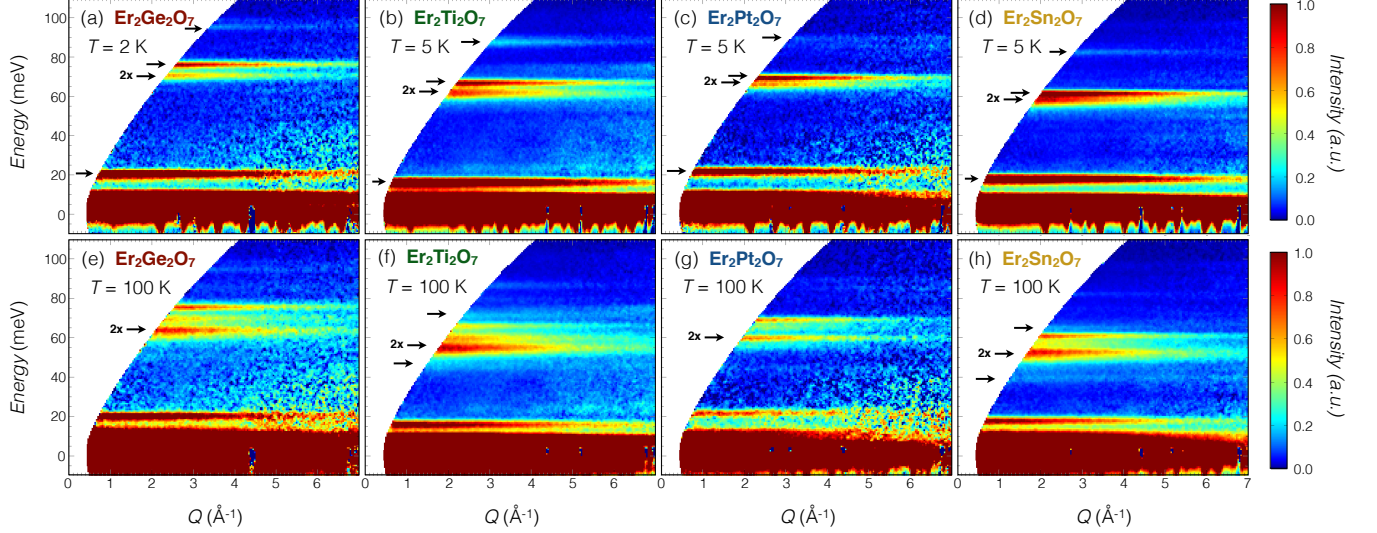 (a) Er₂Ge₂O₇
T = 2 K
2x
(b) Er₂Ti₂O₇
T = 5 K
2x
(c) Er₂Pt₂O₇
T = 5 K
2x
(d) Er₂Sn₂O₇
T = 5 K
2x
Energy (meV)
100
80
60
40
20
0
1.0
0.8
0.6
0.4
0.2
0.0
Intensity (a.u.)
(e) Er₂Ge₂O₇
T = 100 K
2x
(f) Er₂Ti₂O₇
T = 100 K
2x
(g) Er₂Pt₂O₇
T = 100 K
2x
(h) Er₂Sn₂O₇
T = 100 K
2x
Energy (meV)
100
80
60
40
20
0
1.0
0.8
0.6
0.4
0.2
0.0
Intensity (a.u.)
0 1 2 3 4 5 6 0 1 2 3 4 5 6 0 1 2 3 4 5 6 0 1 2 3 4 5 6 7
Q (Å⁻¹) Q (Å⁻¹) Q (Å⁻¹) Q (Å⁻¹)